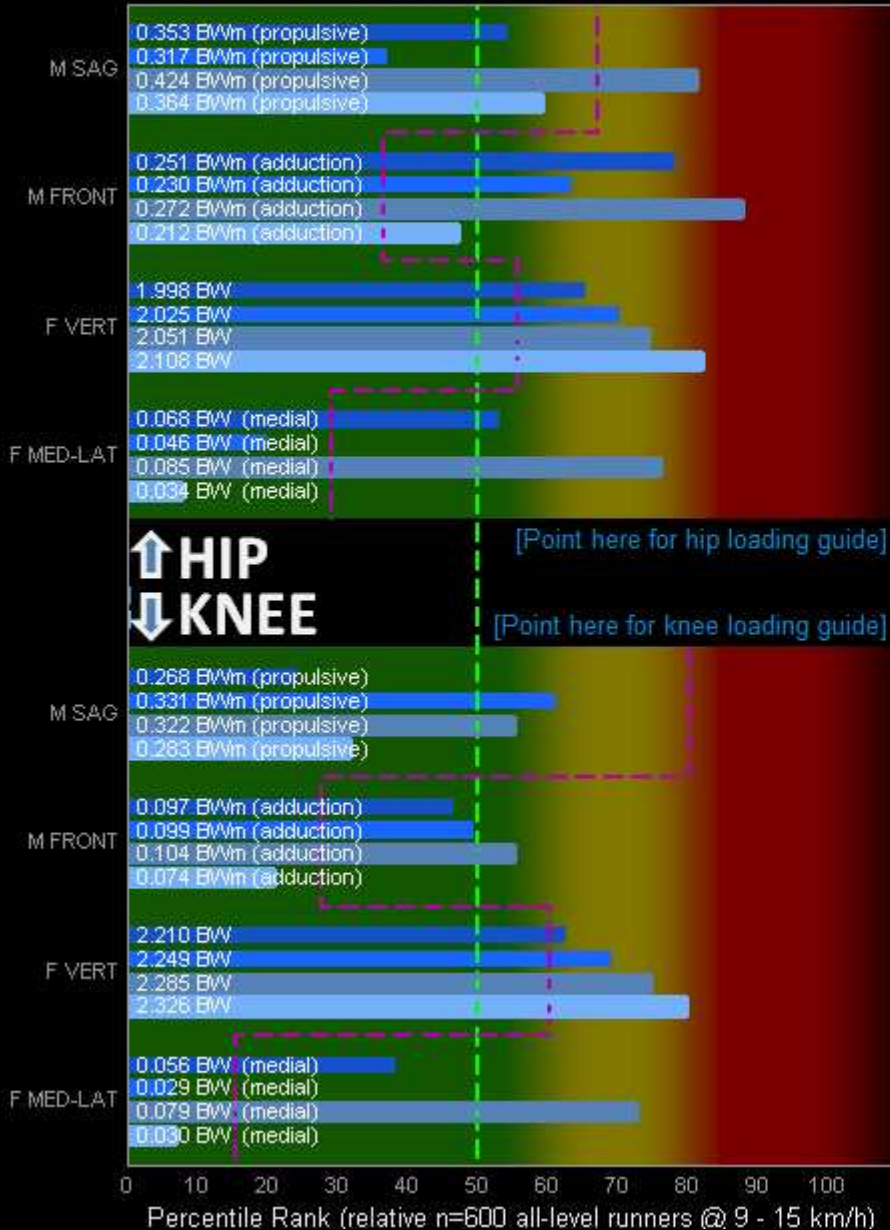 M SAG
0.353 BWm (propulsive)
0.317 BWm (propulsive)
0.424 BWm (propulsive)
0.364 BWm (propulsive)
M FRONT
0.251 BWm (adduction)
0.230 BWm (adduction)
0.272 BWm (adduction)
0.212 BWm (adduction)
F VERT
1.998 BW
2.025 BW
2.051 BW
2.108 BW
F MED-LAT
0.068 BW (medial)
0.046 BW (medial)
0.085 BW (medial)
0.034 BW (medial)
HIP
[Point here for hip loading guide]
KNEE
[Point here for knee loading guide]
M SAG
0.268 BWm (propulsive)
0.331 BWm (propulsive)
0.322 BWm (propulsive)
0.283 BWm (propulsive)
M FRONT
0.097 BWm (adduction)
0.099 BWm (adduction)
0.104 BWm (adduction)
0.074 BWm (adduction)
F VERT
2.210 BW
2.249 BW
2.285 BW
2.326 BW
F MED-LAT
0.056 BW (medial)
0.029 BW (medial)
0.079 BW (medial)
0.030 BW (medial)
0 10 20 30 40 50 60 70 80 90 100
Percentile Rank (relative n=600 all-level runners @ 9 - 15 km/h)